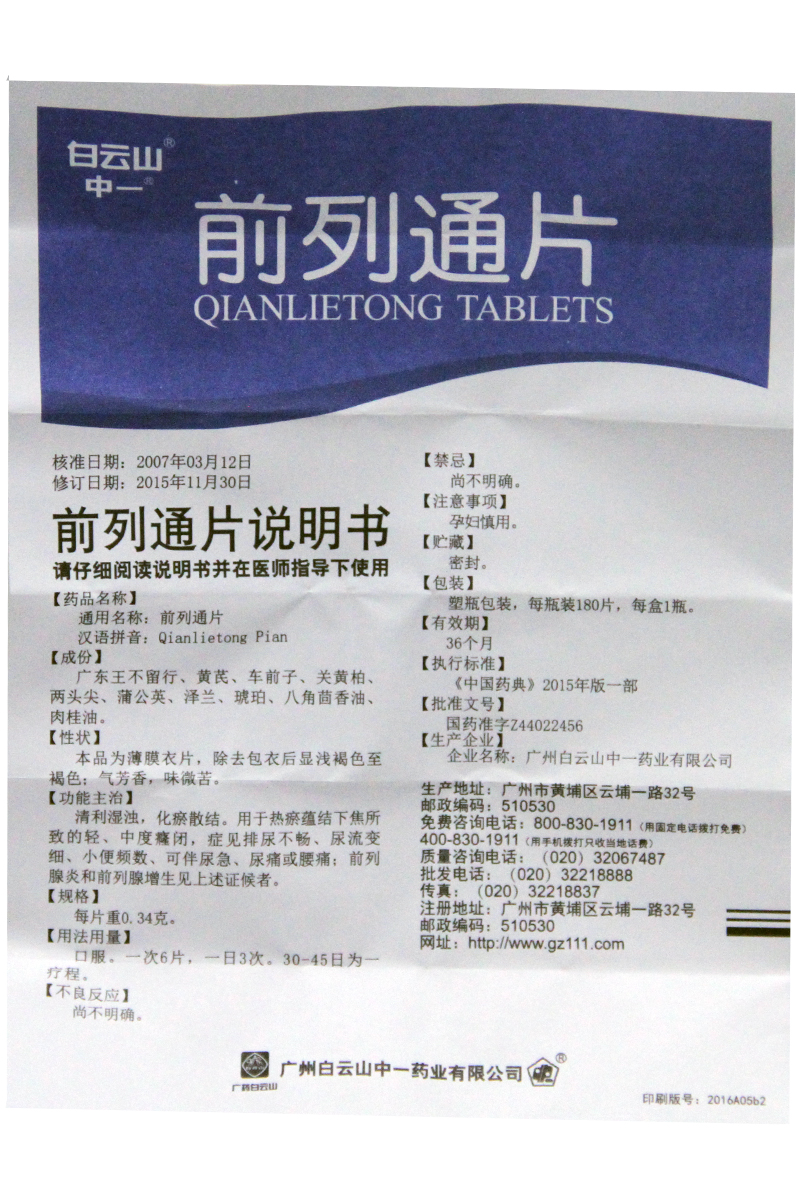 白云山®
中一®
前列通片
QIANLIETONG TABLETS
核准日期：2007年03月12日
修订日期：2015年11月30日
前列通片说明书
请仔细阅读说明书并在医师指导下使用
【药品名称】
通用名称：前列通片
汉语拼音：Qianlietong Pian
【成份】
广东王不留行、黄芪、车前子、关黄柏、
两头尖、蒲公英、泽兰、琥珀、八角茴香油、
肉桂油。
【性状】
本品为薄膜衣片，除去包衣后显浅褐色至
褐色；气芳香，味微苦。
【功能主治】
清利湿浊，化瘀散结。用于热瘀蕴结下焦所
致的轻、中度癃闭，症见排尿不畅、尿流变
细、小便频数、可伴尿急、尿痛或腰痛；前列
腺炎和前列腺增生见上述证候者。
【规格】
每片重0.34克。
【用法用量】
口服。一次6片，一日3次。30-45日为一
疗程。
【不良反应】
尚不明确。
【禁忌】
尚不明确。
【注意事项】
孕妇慎用。
【贮藏】
密封。
【包装】
塑瓶包装，每瓶装180片，每盒1瓶。
【有效期】
36个月
【执行标准】
《中国药典》2015年版一部
【批准文号】
国药准字Z44022456
【生产企业】
企业名称：广州白云山中一药业有限公司
生产地址：广州市黄埔区云埔一路32号
邮政编码：510530
免费咨询电话：800-830-1911（用固定电话拨打免费）
400-830-1911（用手机拨打只收当地话费）
质量咨询电话：（020）32067487
批发电话：（020）32218888
传真：（020）32218837
注册地址：广州市黄埔区云埔一路32号
邮政编码：510530
网址：http://www.gz111.com
广药白云山
广州白云山中一药业有限公司®
印刷版号：2016A05b2